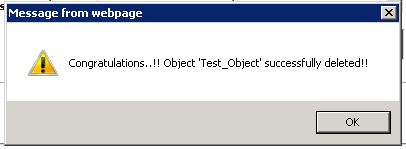 Message from webpage
Congratulations..!! Object 'Test_Object' successfully deleted!!
OK